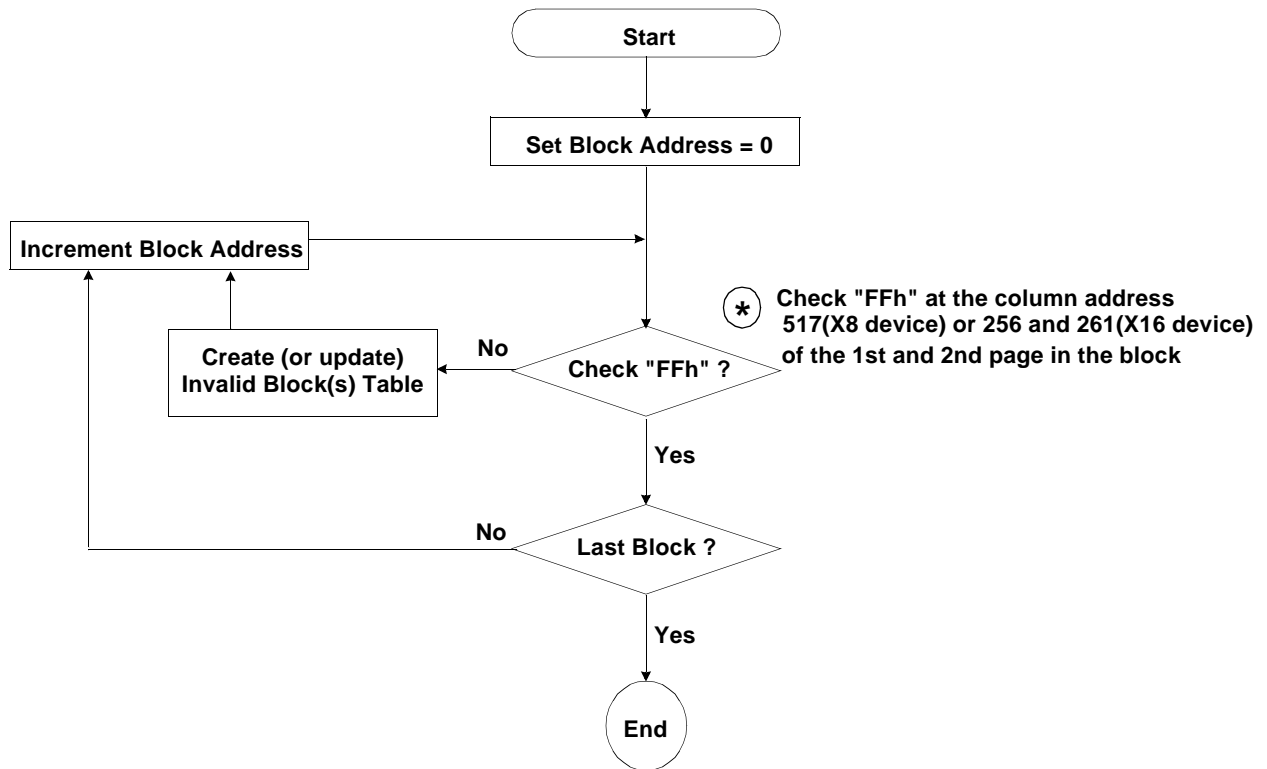 Start
Set Block Address = 0
Increment Block Address
*
Check "FFh" at the column address
517(X8 device) or 256 and 261(X16 device)
of the 1st and 2nd page in the block
No
Create (or update)
Invalid Block(s) Table
Check "FFh" ?
Yes
No
Last Block ?
Yes
End